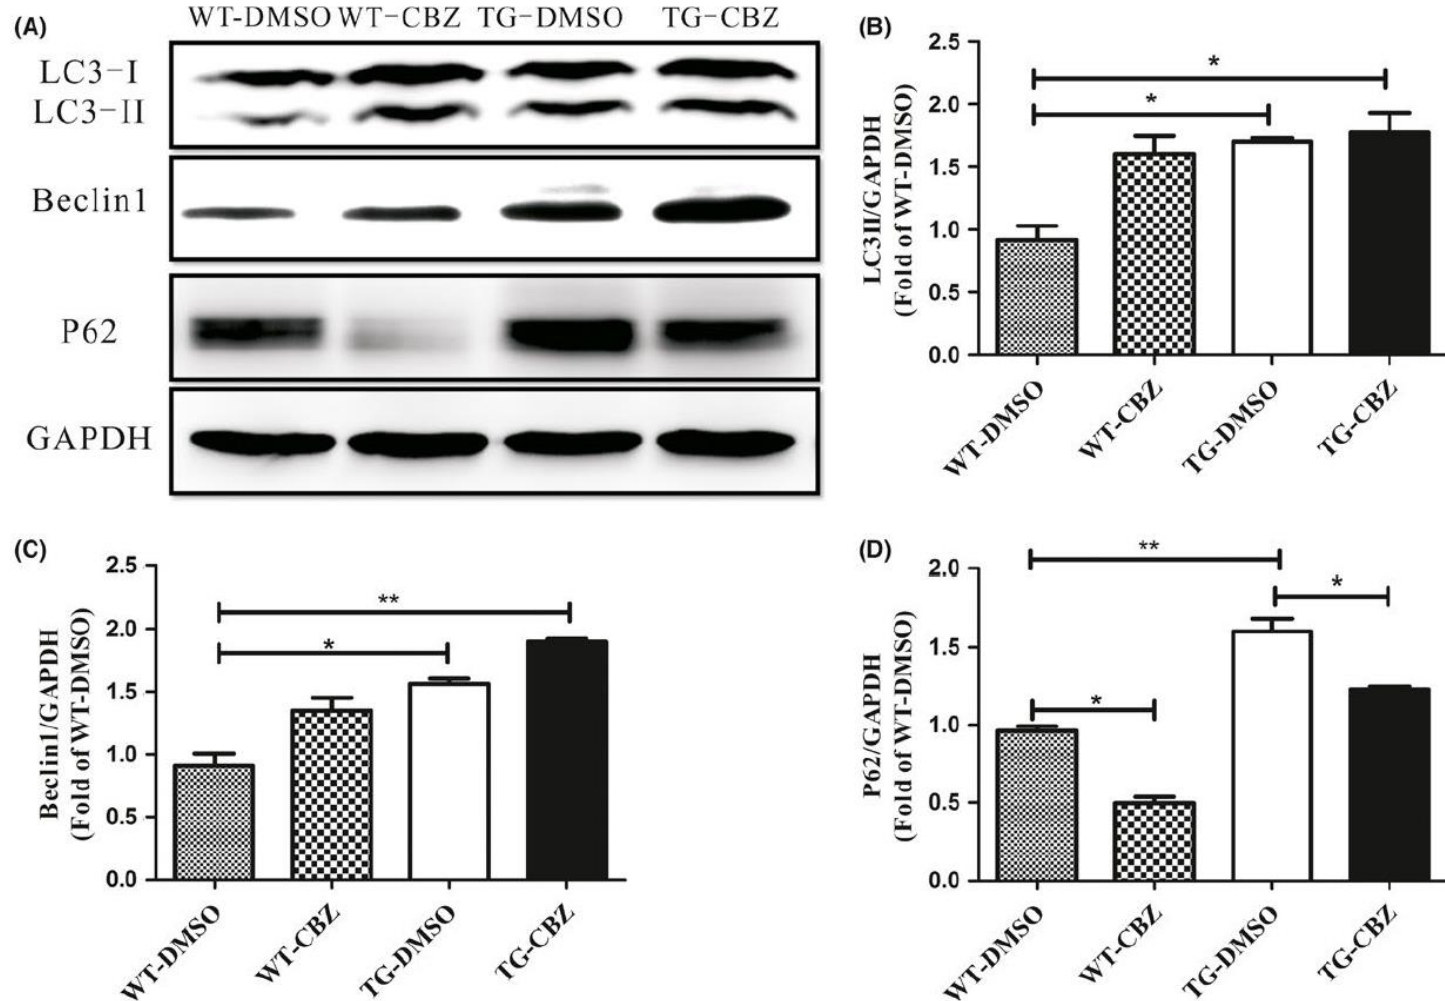 (A)
WT-DMSO WT-CBZ TG-DMSO TG-CBZ
LC3-I
LC3-II
Beclin1
P62
GAPDH
(B)
LC3II/GAPDH
(Fold of WT-DMSO)
2.5
2.0
1.5
1.0
0.5
0.0
*
*
WT-DMSO
WT-CBZ
TG-DMSO
TG-CBZ
(C)
Beclin1/GAPDH
(Fold of WT-DMSO)
2.5
2.0
1.5
1.0
0.5
0.0
**
*
WT-DMSO
WT-CBZ
TG-DMSO
TG-CBZ
(D)
P62/GAPDH
(Fold of WT-DMSO)
2.0
1.5
1.0
0.5
0.0
**
*
*
WT-DMSO
WT-CBZ
TG-DMSO
TG-CBZ